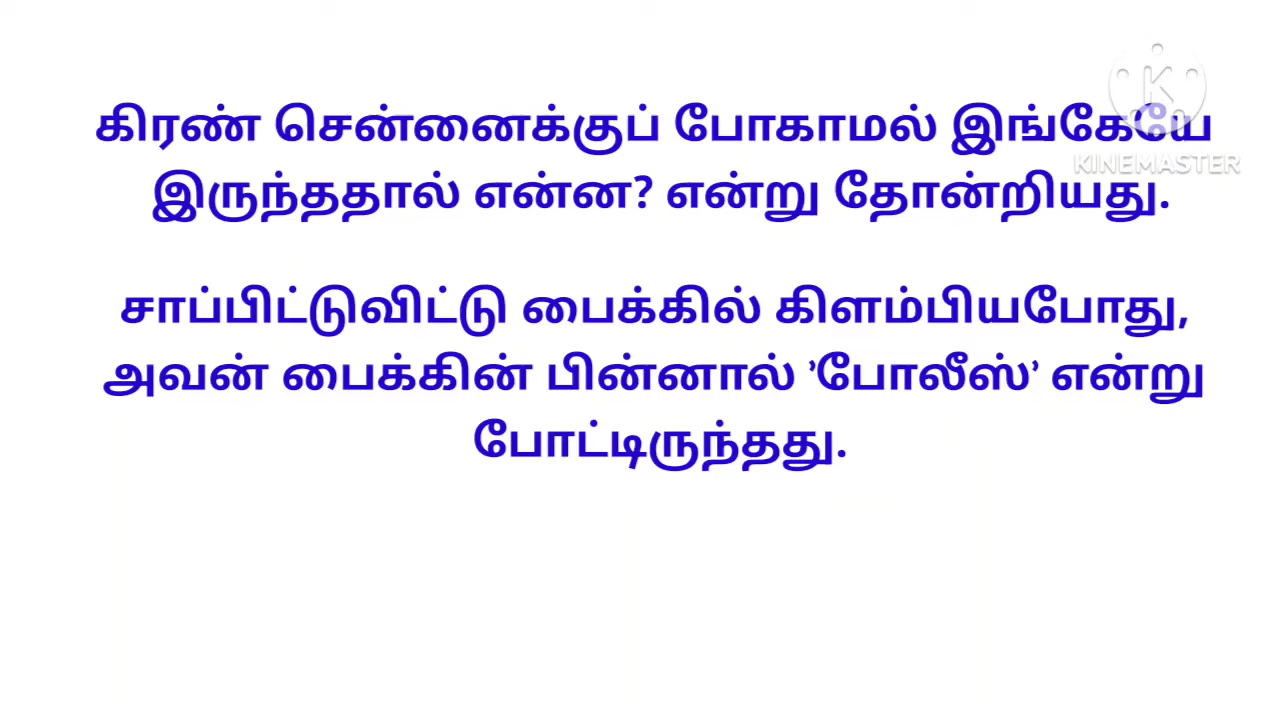 கிரண் சென்னைக்குப் போகாமல் இங்கேயே
இருந்ததால் என்ன? என்று தோன்றியது.
சாப்பிட்டுவிட்டு பைக்கில் கிளம்பியபோது,
அவன் பைக்கின் பின்னால் ’போலீஸ்’ என்று
போட்டிருந்தது.
K
KINEMASTER